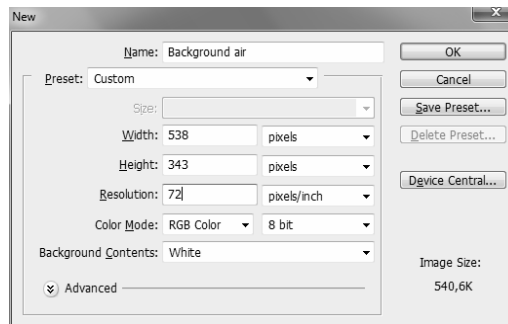 New
Name: Background air
OK
Preset: Custom
Cancel
Size:
Save Preset...
Width: 538 pixels
Delete Preset...
Height: 343 pixels
Resolution: 72 pixels/inch
Device Central...
Color Mode: RGB Color 8 bit
Background Contents: White
Image Size:
Advanced
540,6K